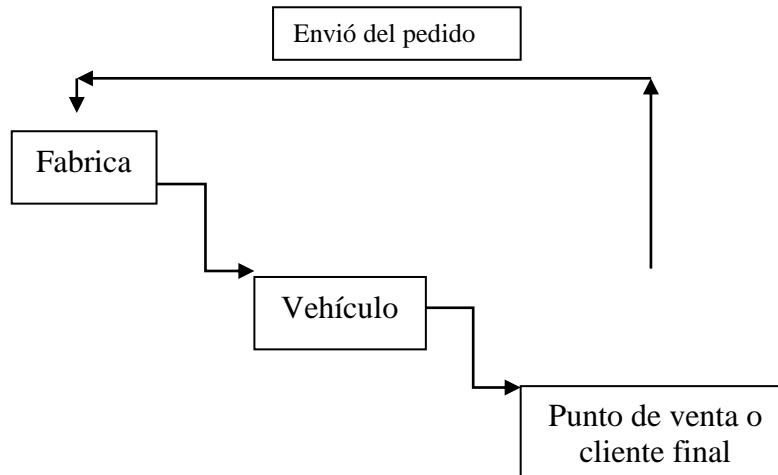 Envió del pedido
Fabrica
Vehículo
Punto de venta o
cliente final